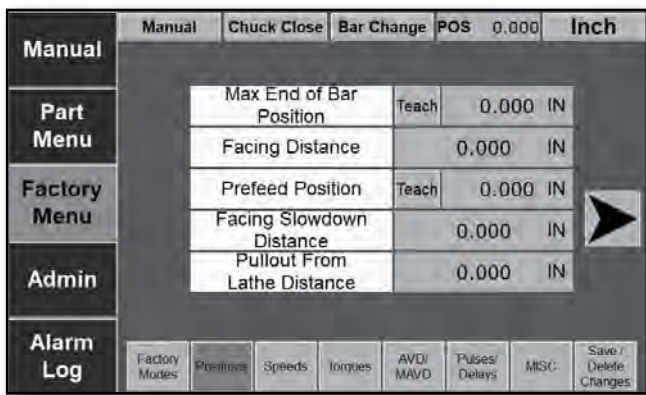 Manual Chuck Close Bar Change POS 0.000 Inch
Manual
Part
Menu
Factory
Menu
Admin
Alarm
Log
Max End of Bar
Position Teach 0.000 IN
Facing Distance 0.000 IN
Prefeed Position Teach 0.000 IN
Facing Slowdown
Distance 0.000 IN
Pullout From
Lathe Distance 0.000 IN
Factory
Modes
Positions
Speeds
Torques
AVD/
MAVD
Pulses/
Delays
MISC.
Save /
Delete
Changes